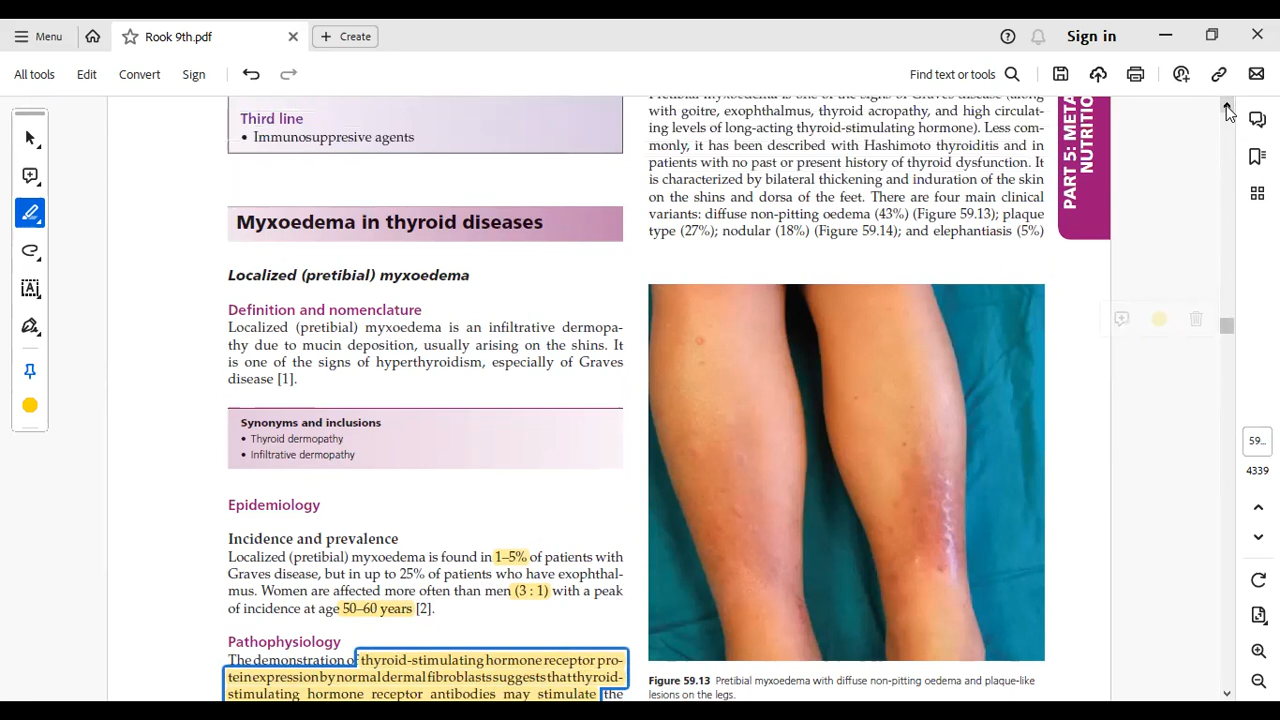 Menu
Rook 9th.pdf
Create
Sign in
All tools
Edit
Convert
Sign
Find text or tools
Third line
• Immunosuppresive agents
Myxoedema in thyroid diseases
Localized (pretibial) myxoedema
Definition and nomenclature
Localized (pretibial) myxoedema is an infiltrative dermopa-
thy due to mucin deposition, usually arising on the shins. It
is one of the signs of hyperthyroidism, especially of Graves
disease [1].
Synonyms and inclusions
• Thyroid dermopathy
• Infiltrative dermopathy
Epidemiology
Incidence and prevalence
Localized (pretibial) myxoedema is found in 1–5% of patients with
Graves disease, but in up to 25% of patients who have exophthal-
mus. Women are affected more often than men (3 : 1) with a peak
of incidence at age 50–60 years [2].
Pathophysiology
The demonstration of thyroid-stimulating hormone receptor pro-
tein expression by normal dermal fibroblasts suggests that thyroid-
stimulating hormone receptor antibodies may stimulate the
Pretibial myxoedema is one of the signs of Graves disease (along
with goitre, exophthalmus, thyroid acropathy, and high circulat-
ing levels of long-acting thyroid-stimulating hormone). Less com-
monly, it has been described with Hashimoto thyroiditis and in
patients with no past or present history of thyroid dysfunction. It
is characterized by bilateral thickening and induration of the skin
on the shins and dorsa of the feet. There are four main clinical
variants: diffuse non-pitting oedema (43%) (Figure 59.13); plaque
type (27%); nodular (18%) (Figure 59.14); and elephantiasis (5%)
Figure 59.13 Pretibial myxoedema with diffuse non-pitting oedema and plaque-like
lesions on the legs.
PART 5: META
NUTRITIO
59...
4339